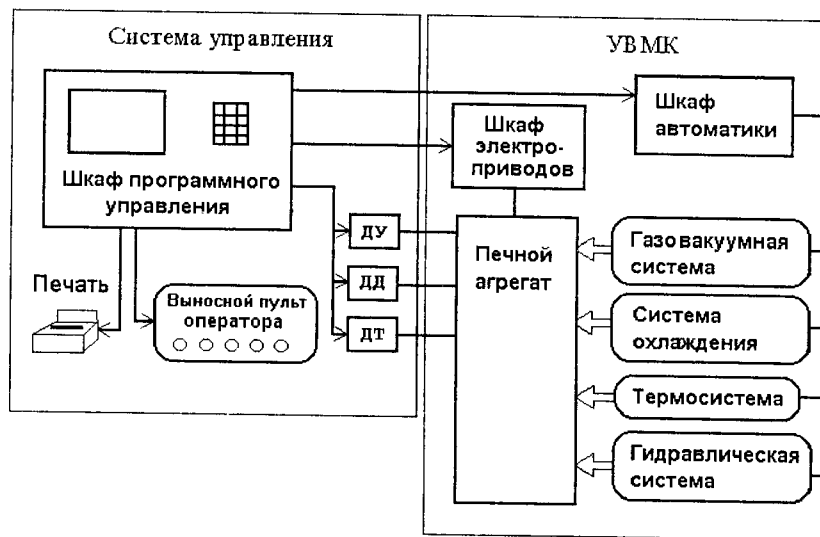 Система управления
УВМК
Шкаф программного
управления
Шкаф
электро-
приводов
Шкаф
автоматики
ДУ
ДД
ДТ
Печать
Выносной пульт
оператора
Печной
агрегат
Газовакуумная
система
Система
охлаждения
Термосистема
Гидравлическая
система